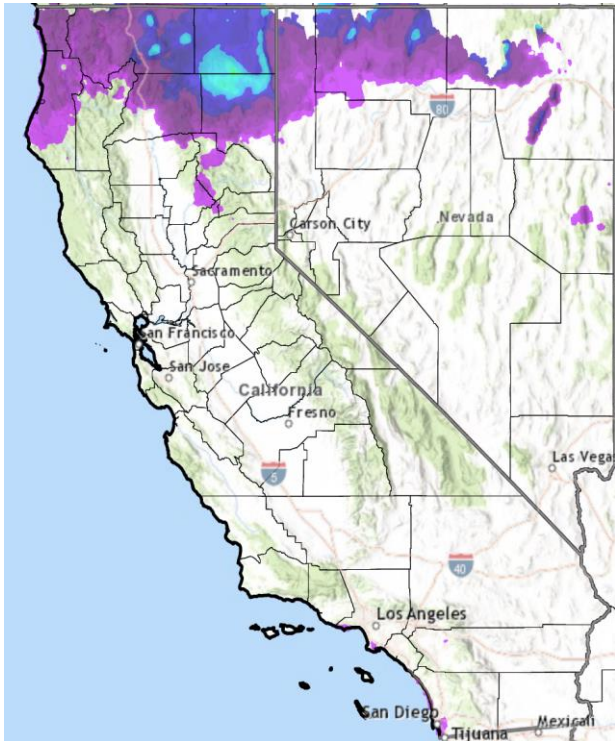 80
Carson City
Nevada
Sacramento
San Francisco
San Jose
California
Fresno
5
Las Vegas
40
Los Angeles
San Diego
Tijuana
Mexicali